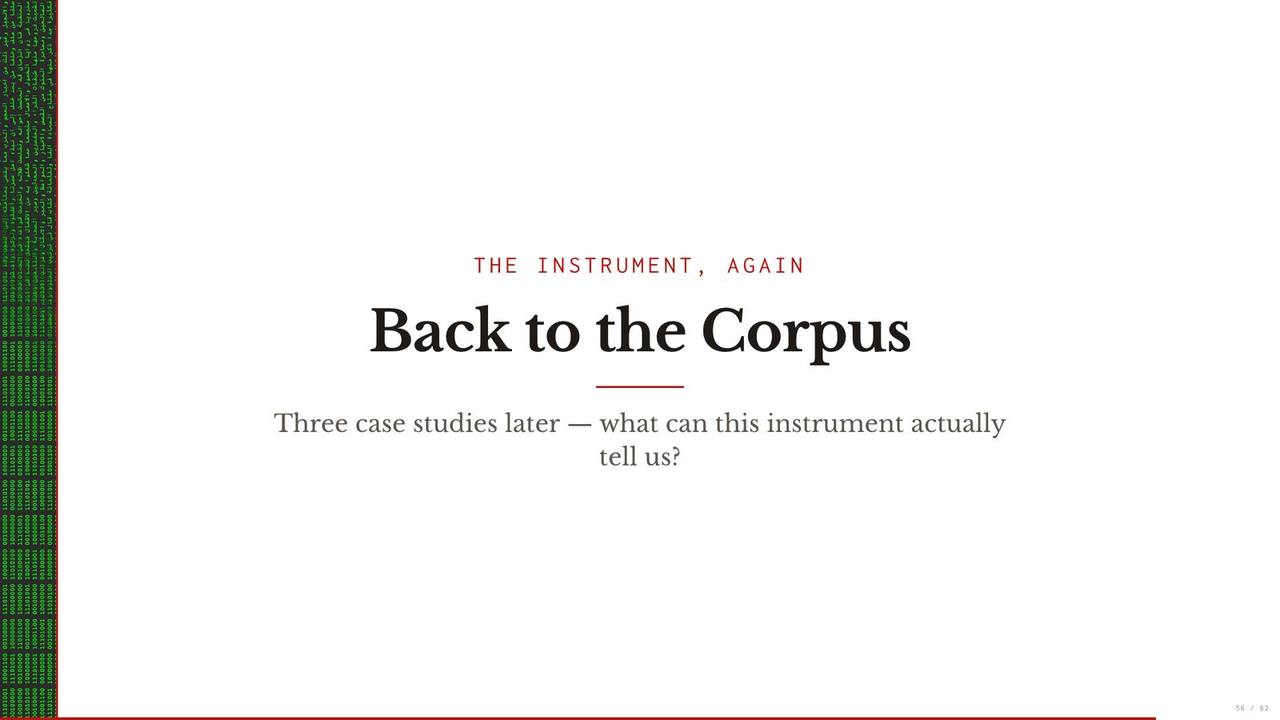 THE INSTRUMENT, AGAIN
Back to the Corpus
Three case studies later — what can this instrument actually
tell us?
56 / 62